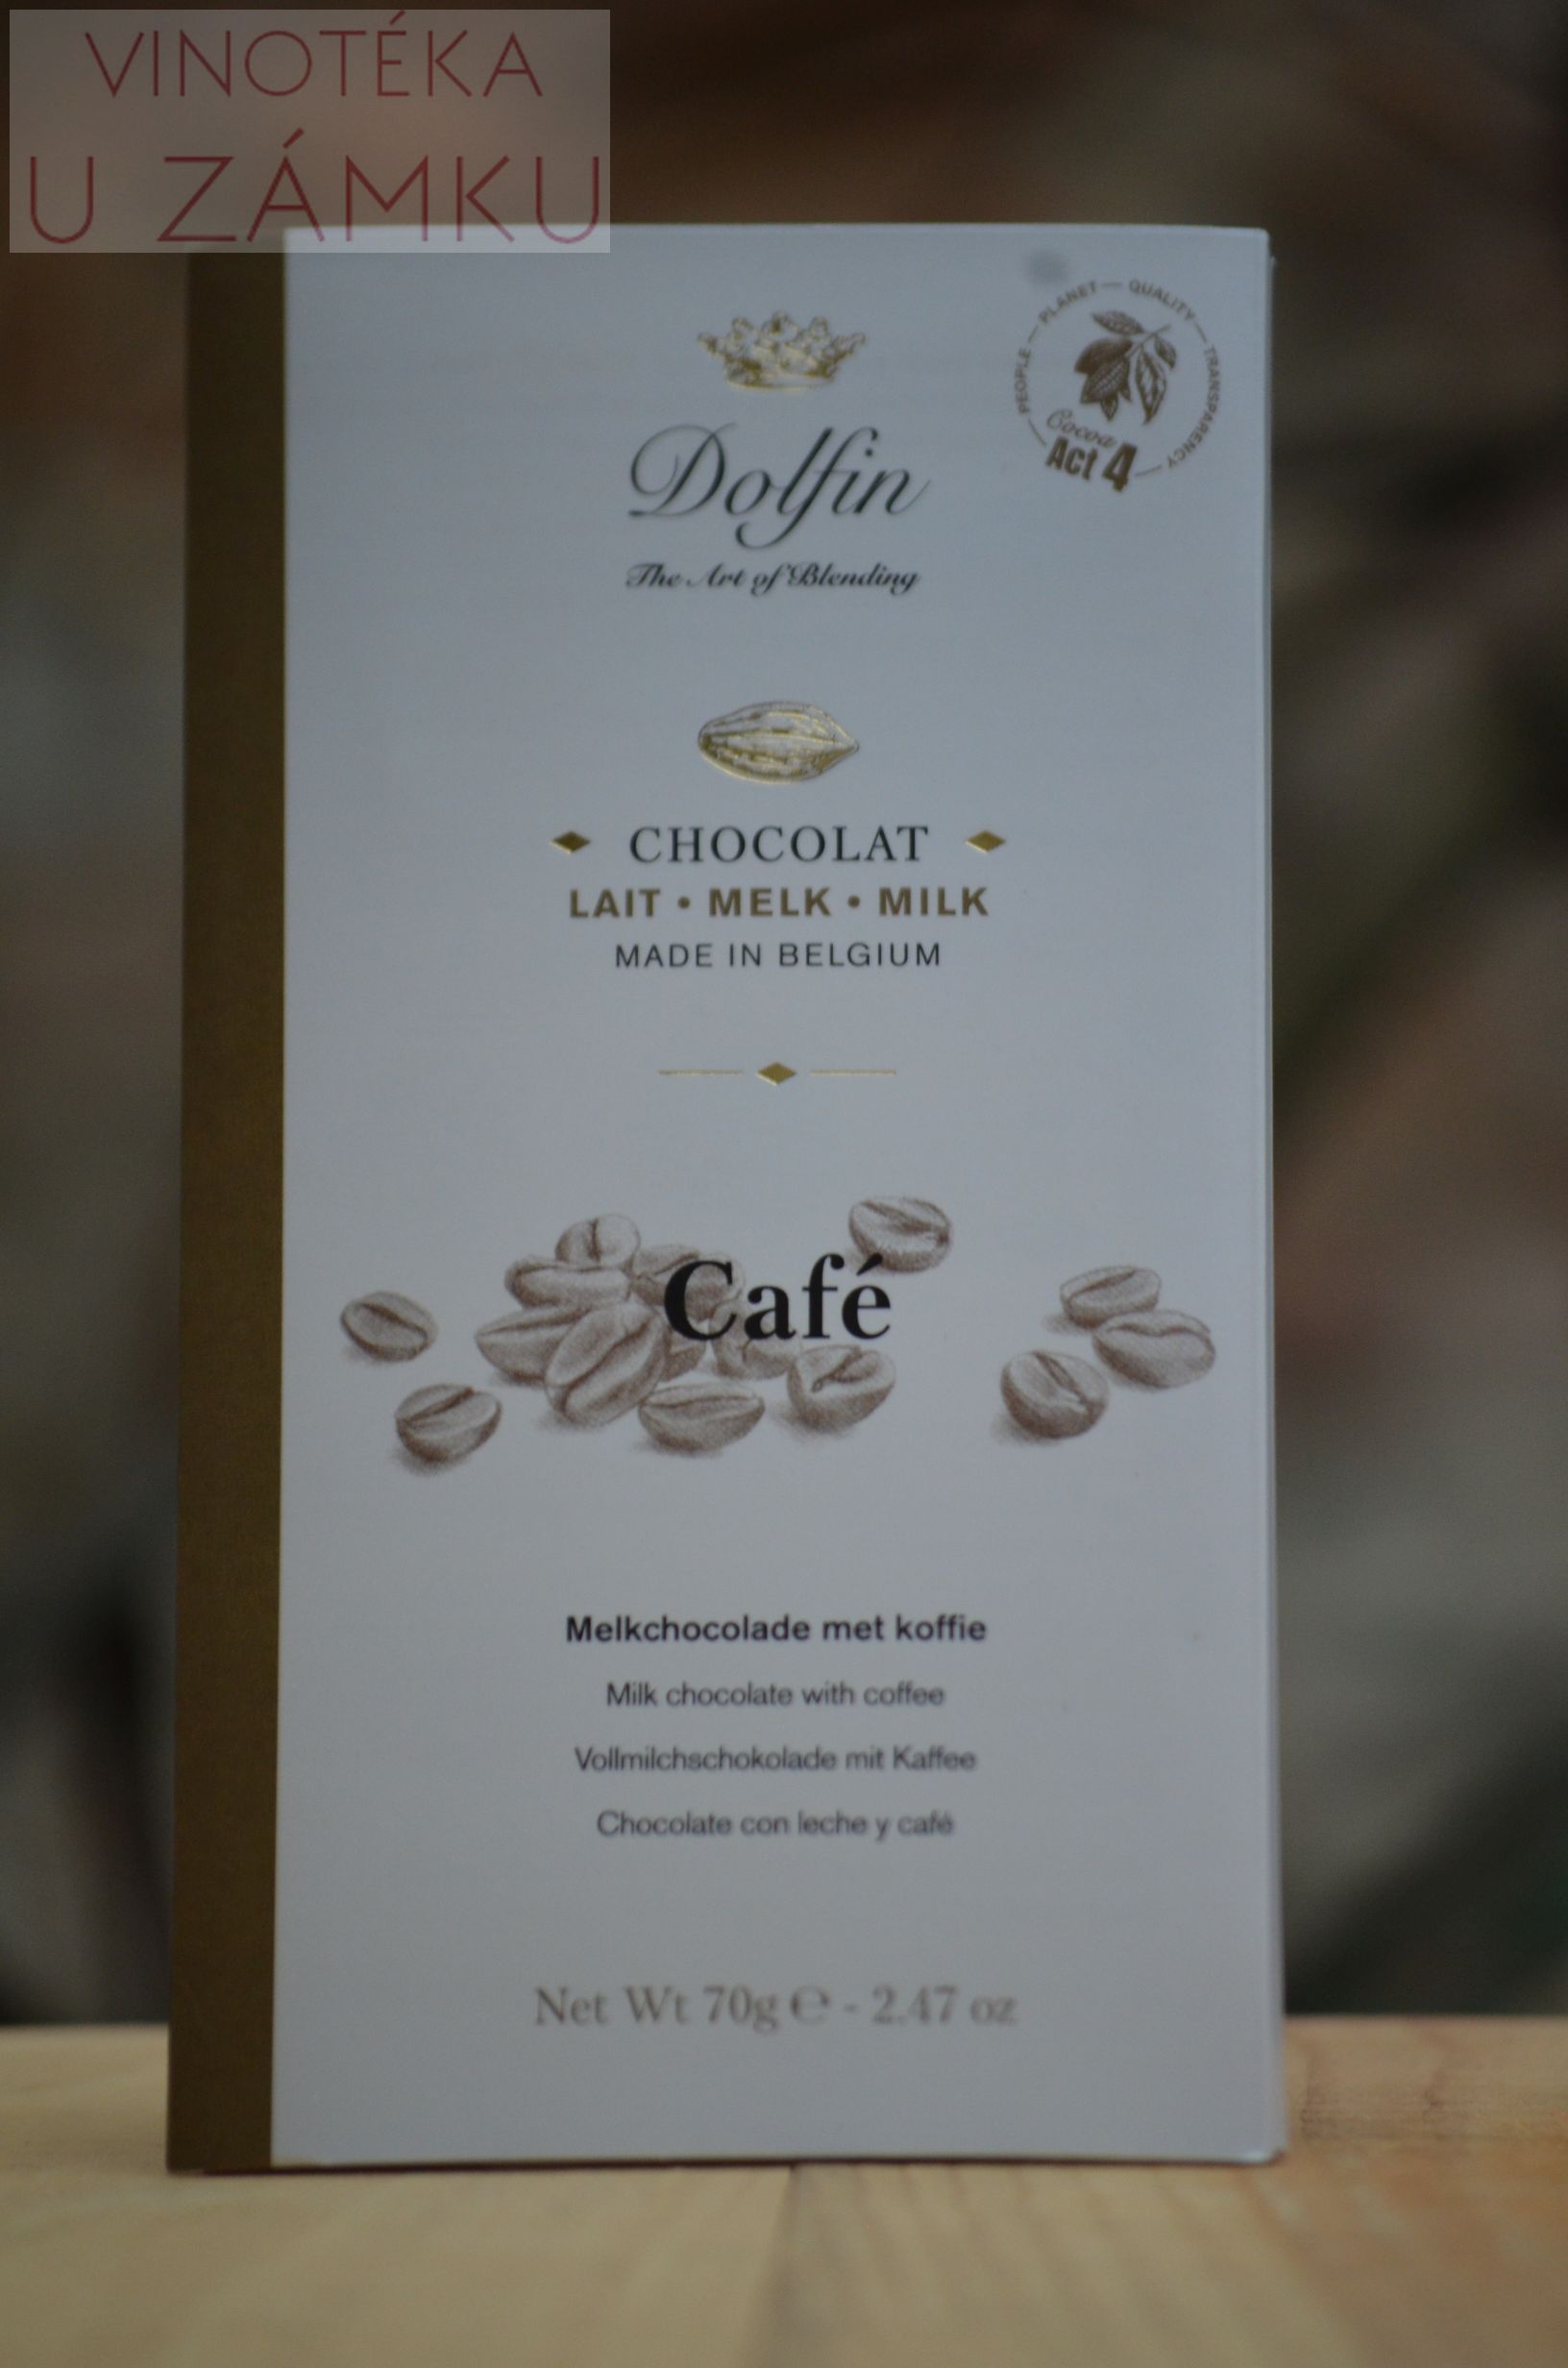 VINOTÉKA
U ZÁMKU
PEOPLE — PLANET — QUALITY — TRANSPARENCY
Cocoa
Act 4
Dolfin
The Art of Blending
CHOCOLAT
LAIT • MELK • MILK
MADE IN BELGIUM
Café
Melkchocolade met koffie
Milk chocolate with coffee
Vollmilchschokolade mit Kaffee
Chocolate con leche y café
Net Wt 70g ℮ - 2.47 oz